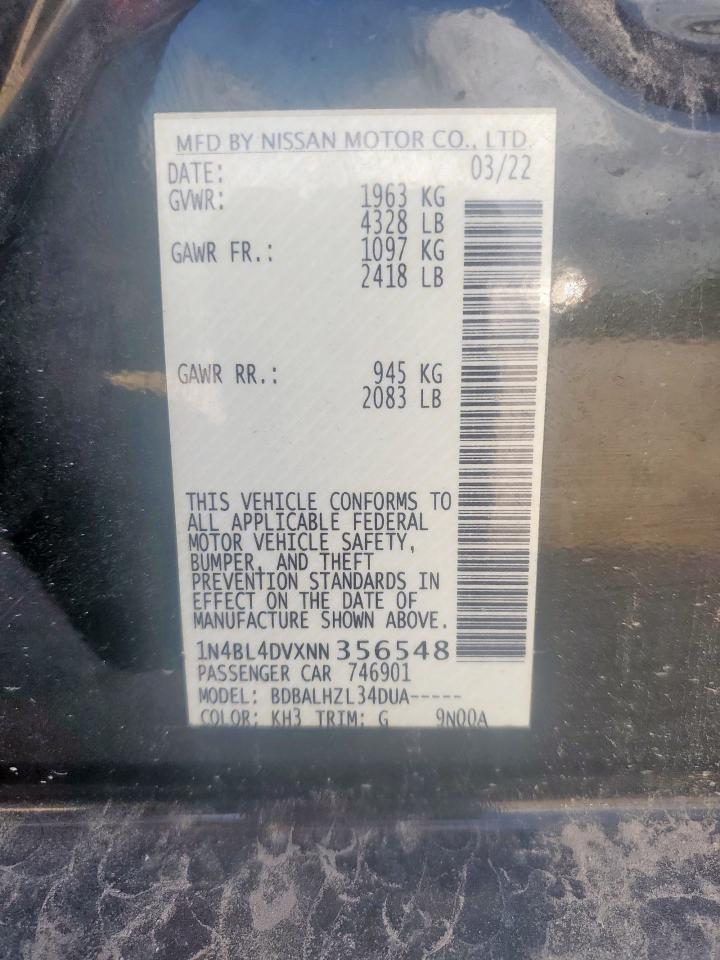 MFD BY NISSAN MOTOR CO., LTD.
DATE: 03/22
GVWR: 1963 KG
4328 LB
GAWR FR.: 1097 KG
2418 LB
GAWR RR.: 945 KG
2083 LB
THIS VEHICLE CONFORMS TO
ALL APPLICABLE FEDERAL
MOTOR VEHICLE SAFETY,
BUMPER, AND THEFT
PREVENTION STANDARDS IN
EFFECT ON THE DATE OF
MANUFACTURE SHOWN ABOVE.
1N4BL4DVXNN356548
PASSENGER CAR 746901
MODEL: BDBALHZL34DUA-----
COLOR: KH3 TRIM: G 9N00A